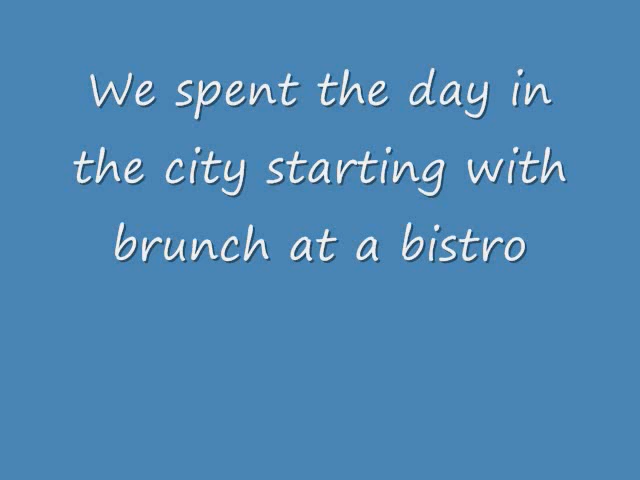 We spent the day in
the city starting with
brunch at a bistro